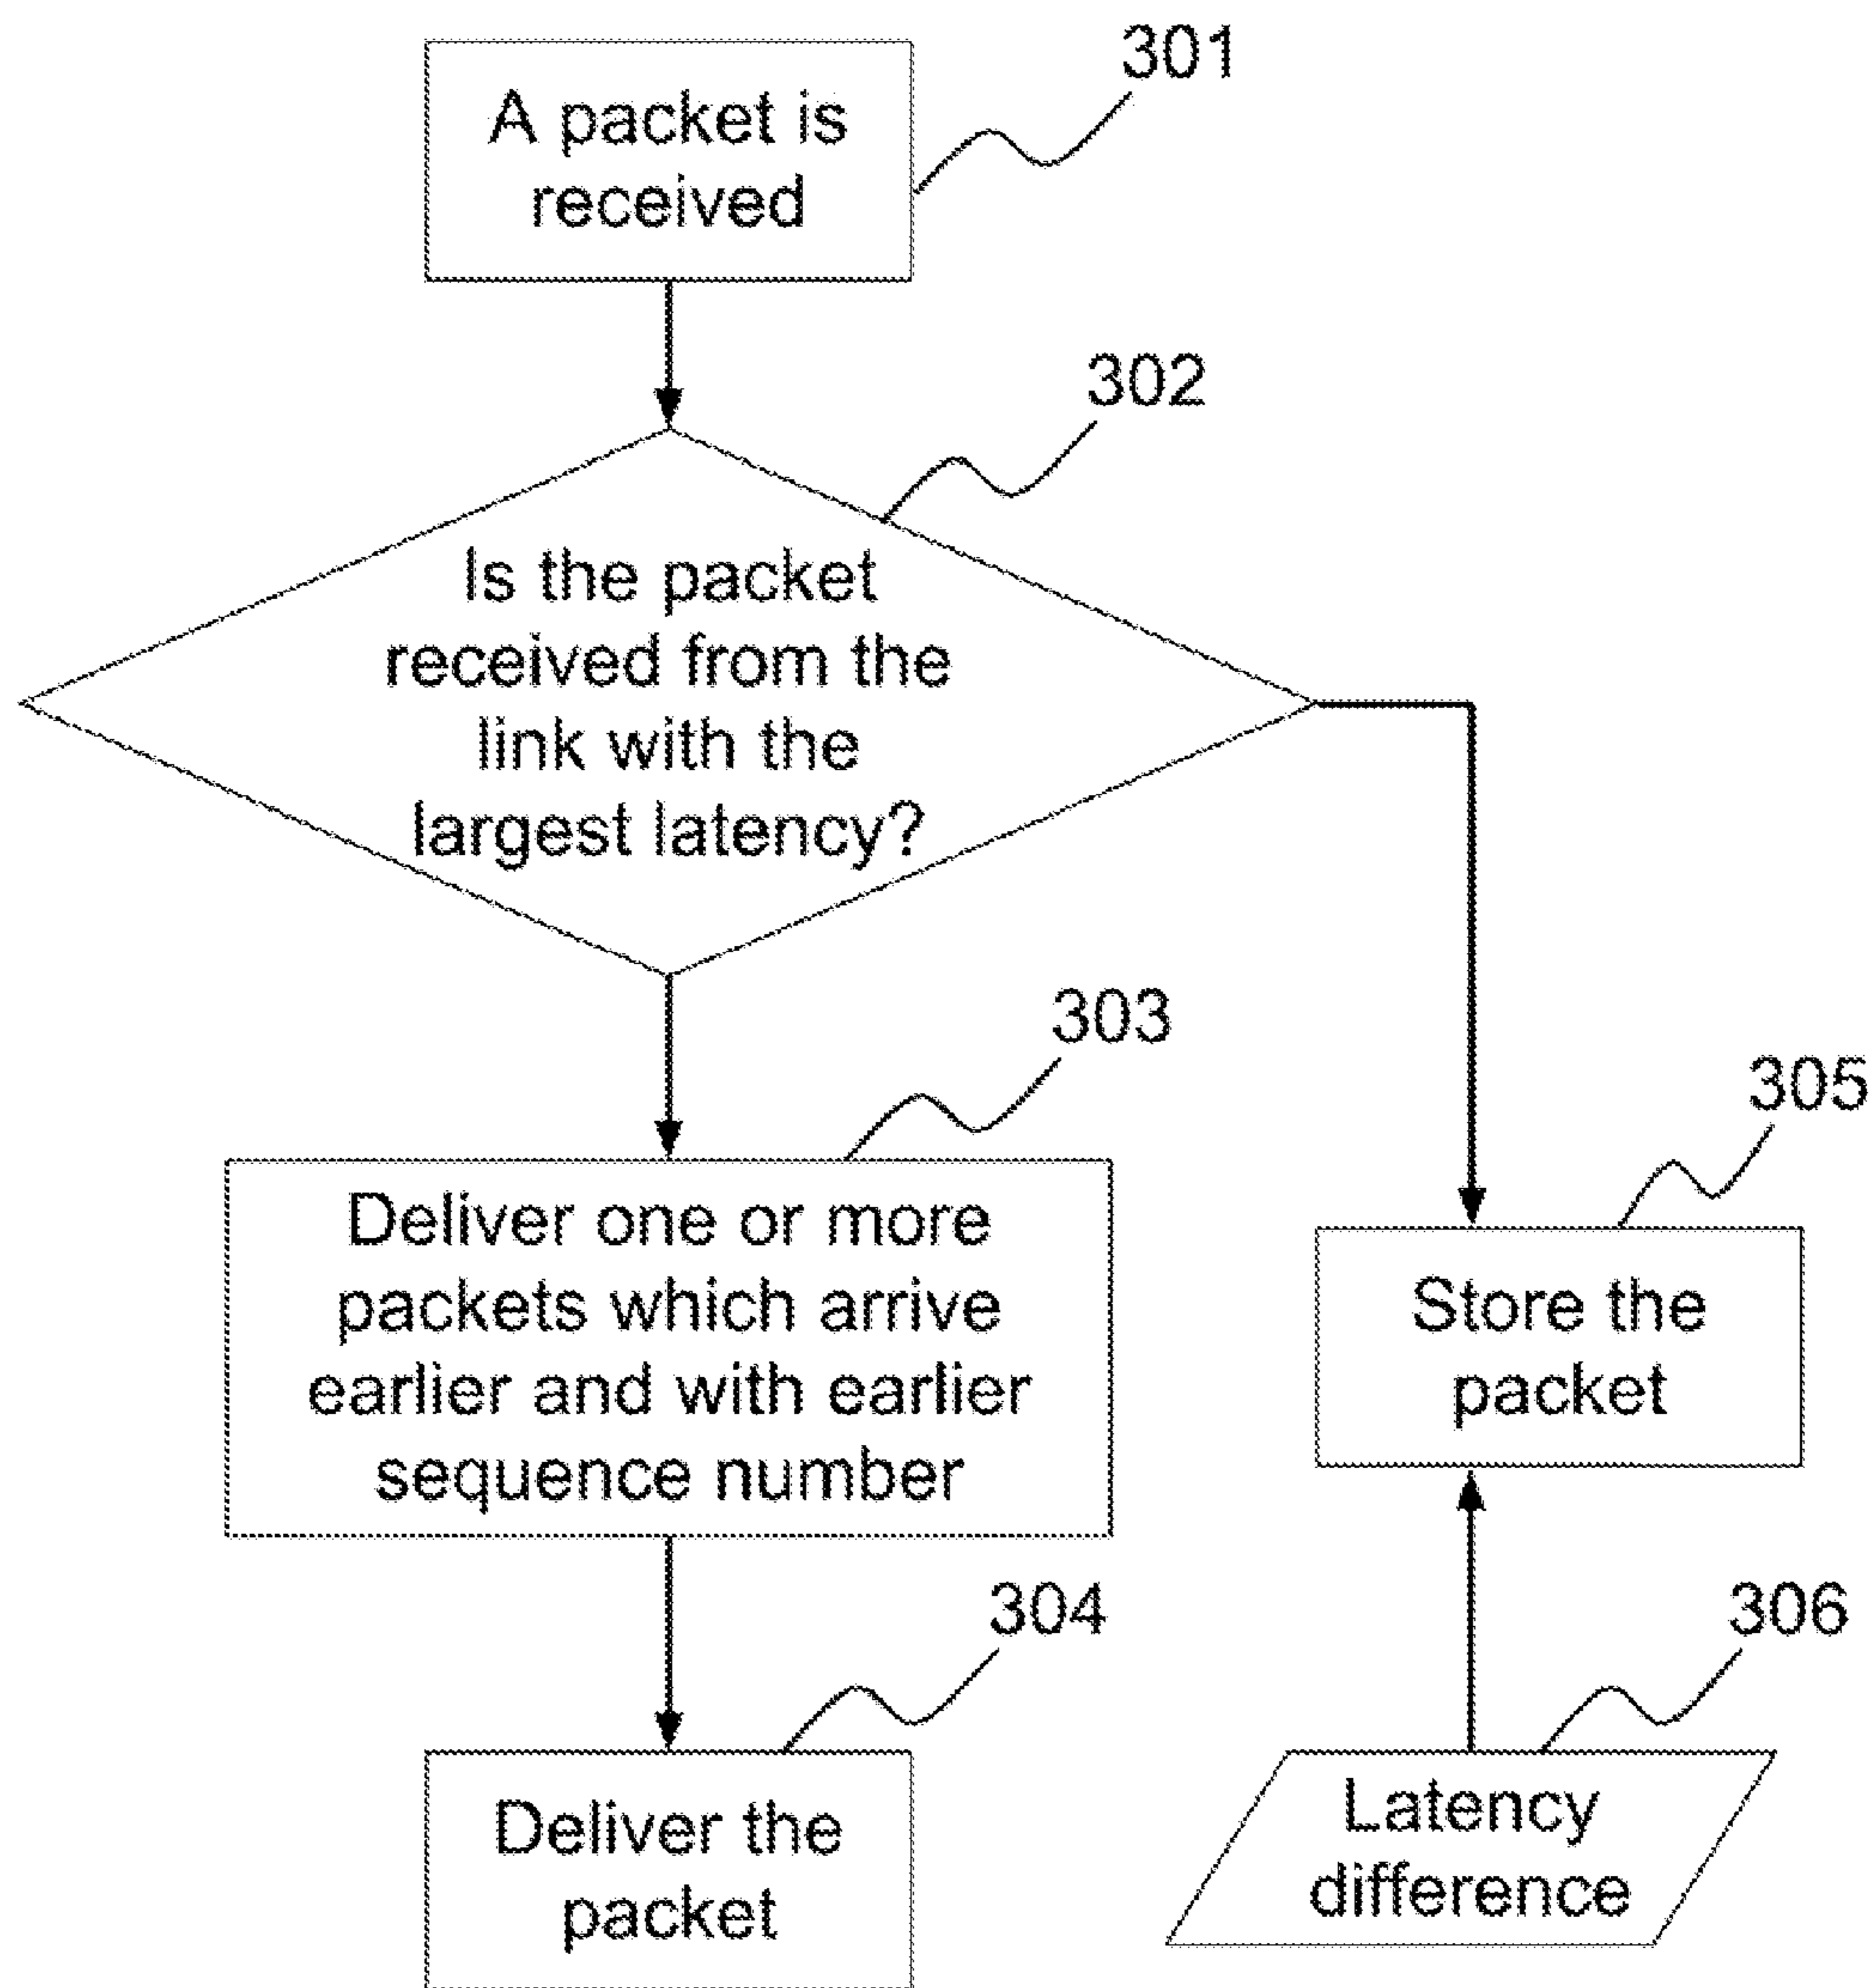 301
A packet is
received
302
Is the packet
received from the
link with the
largest latency?
303
Deliver one or more
packets which arrive
earlier and with earlier
sequence number
305
Store the
packet
304
Deliver the
packet
306
Latency
difference